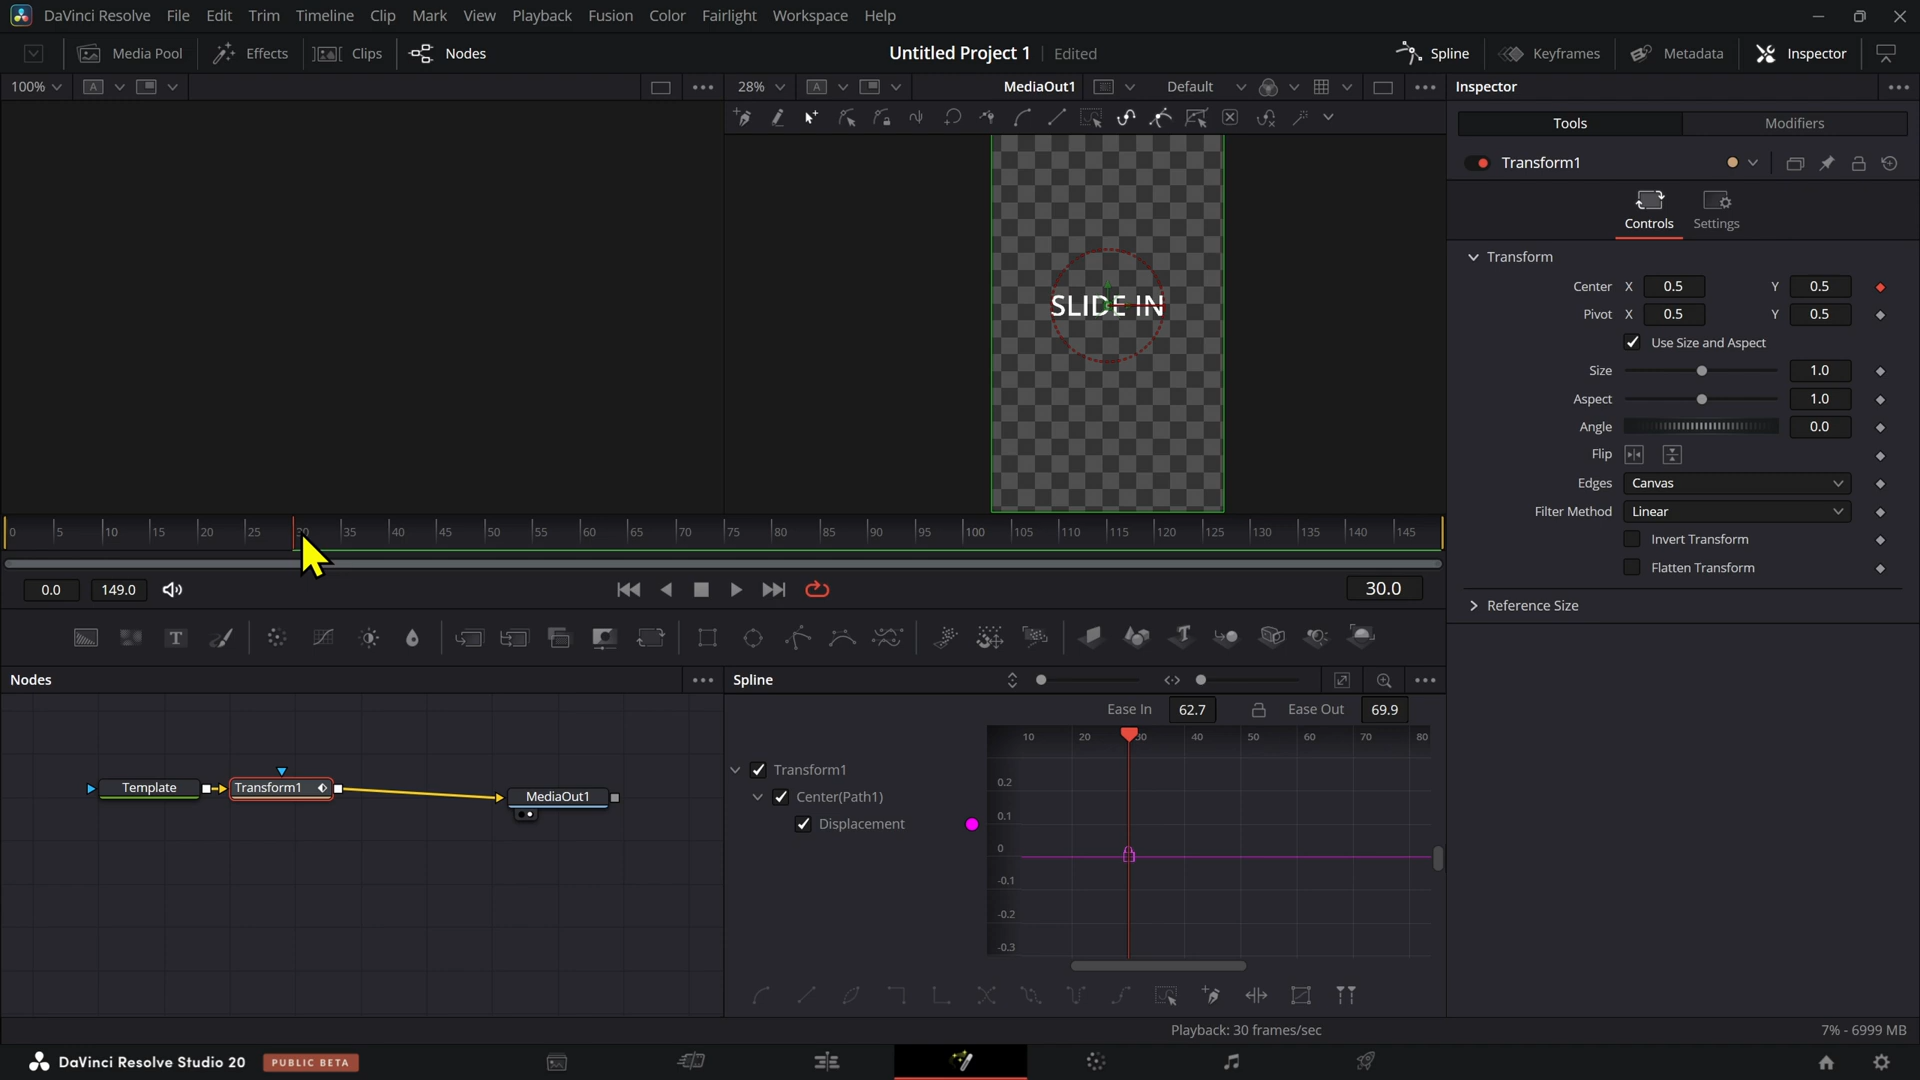 DaVinci Resolve File Edit Trim Timeline Clip Mark View Playback Fusion Color Fairlight Workspace Help
Media Pool Effects Clips Nodes Untitled Project 1 Edited Spline Keyframes Metadata Inspector
100% A 28% A MediaOut1 Default Inspector
Tools Modifiers
Transform1
Controls Settings
Transform
Center X 0.5 Y 0.5
Pivot X 0.5 Y 0.5
Use Size and Aspect
Size 1.0
Aspect 1.0
Angle 0.0
Flip
Edges Canvas
Filter Method Linear
Invert Transform
Flatten Transform
Reference Size
SLIDE IN
0 5 10 15 20 25 30 35 40 45 50 55 60 65 70 75 80 85 90 95 100 105 110 115 120 125 130 135 140 145
0.0 149.0 30.0
T T
Nodes Spline
Ease In 62.7 Ease Out 69.9
10 20 30 40 50 60 70 80
Transform1
Center(Path1)
Displacement
0.2
0.1
0
-0.1
-0.2
-0.3
Template Transform1 MediaOut1
Playback: 30 frames/sec 7% - 6999 MB
DaVinci Resolve Studio 20 PUBLIC BETA